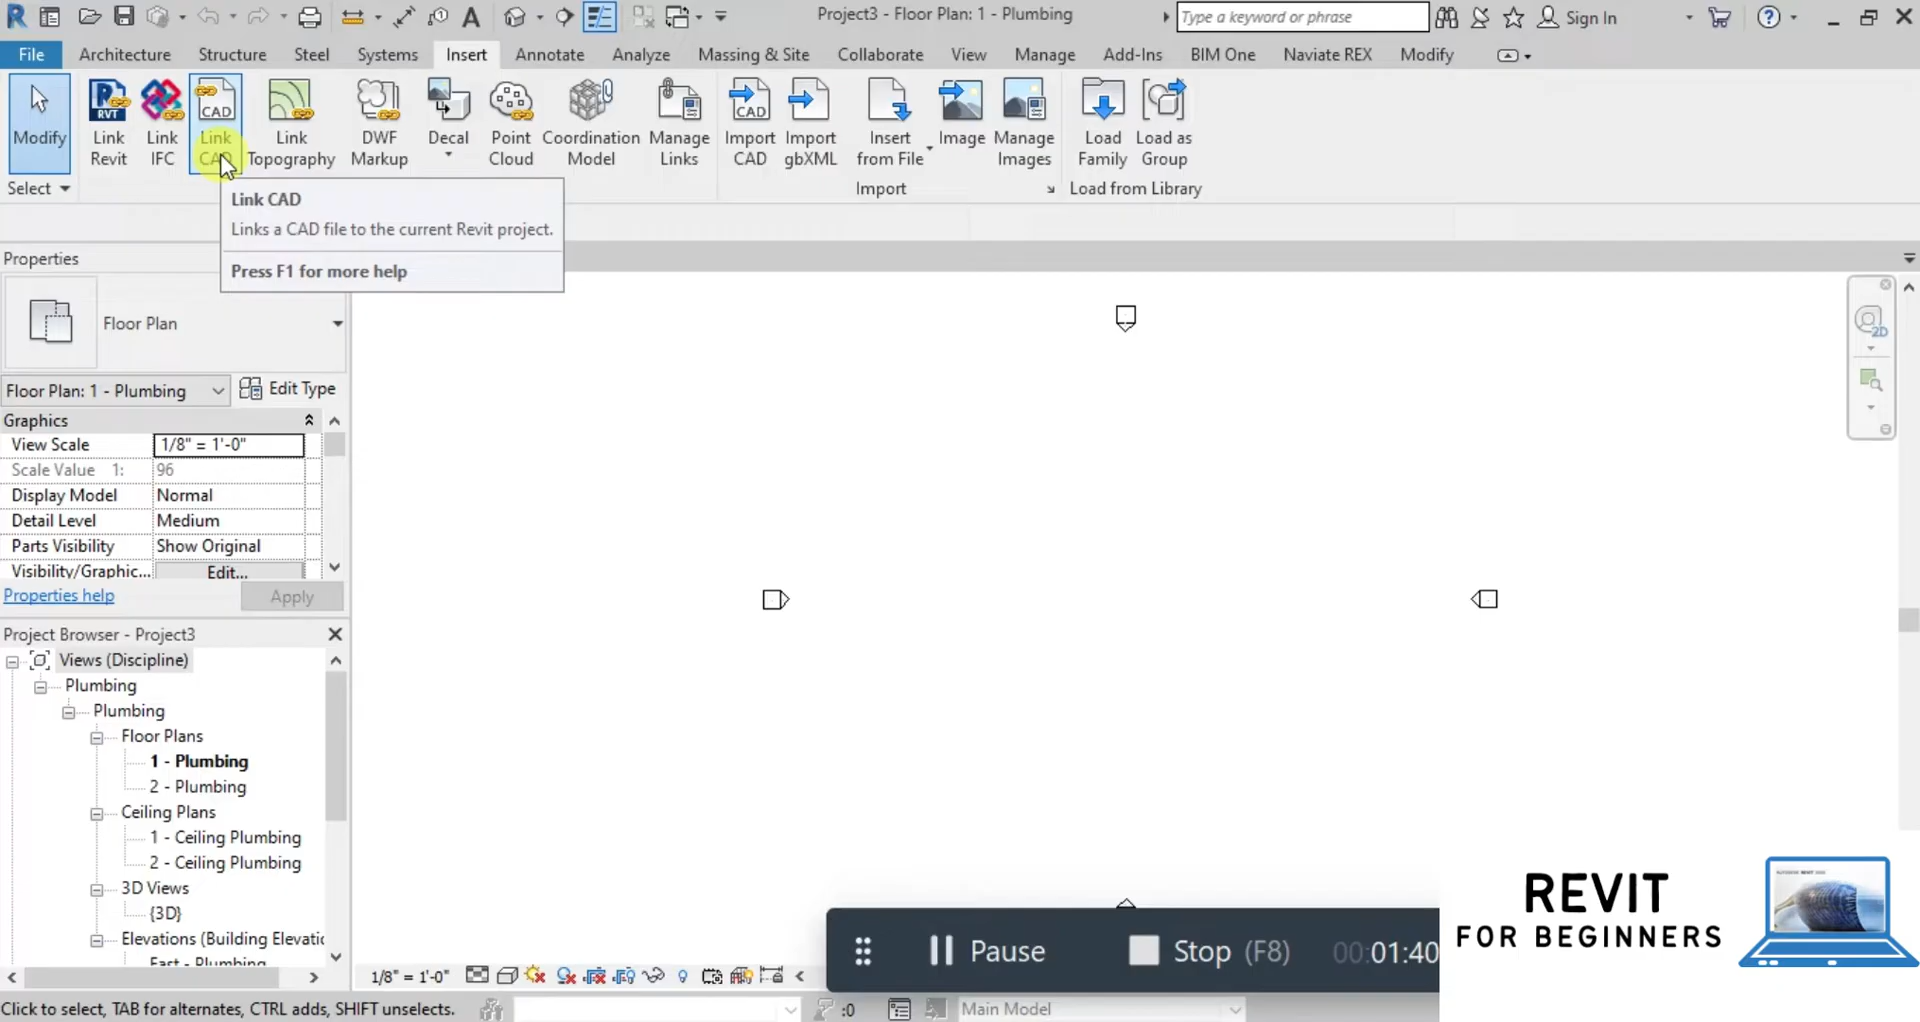 Project3 - Floor Plan: 1 - Plumbing
Type a keyword or phrase
Sign In
File Architecture Structure Steel Systems Insert Annotate Analyze Massing & Site Collaborate View Manage Add-Ins BIM One Naviate REX Modify
Modify
Link Revit
Link IFC
CAD
Link
Link Topography
DWF Markup
Decal
Point Cloud
Coordination Model
Manage Links
Import CAD
Import gbXML
Insert from File
Image
Manage Images
Load Family
Load as Group
RVT
CAD
Select
Import
Load from Library
Link CAD
Links a CAD file to the current Revit project.
Press F1 for more help
Properties
Floor Plan
Floor Plan: 1 - Plumbing
Edit Type
Graphics
View Scale 1/8" = 1'-0"
Scale Value 1: 96
Display Model Normal
Detail Level Medium
Parts Visibility Show Original
Visibility/Graphic... Edit...
Properties help
Apply
2D
Project Browser - Project3
Views (Discipline)
Plumbing
Plumbing
Floor Plans
1 - Plumbing
2 - Plumbing
Ceiling Plans
1 - Ceiling Plumbing
2 - Ceiling Plumbing
3D Views
{3D}
Elevations (Building Elevatic
East - Plumbing
1/8" = 1'-0"
Pause
Stop (F8)
00:01:40
REVIT
FOR BEGINNERS
Click to select, TAB for alternates, CTRL adds, SHIFT unselects.
:0
Main Model